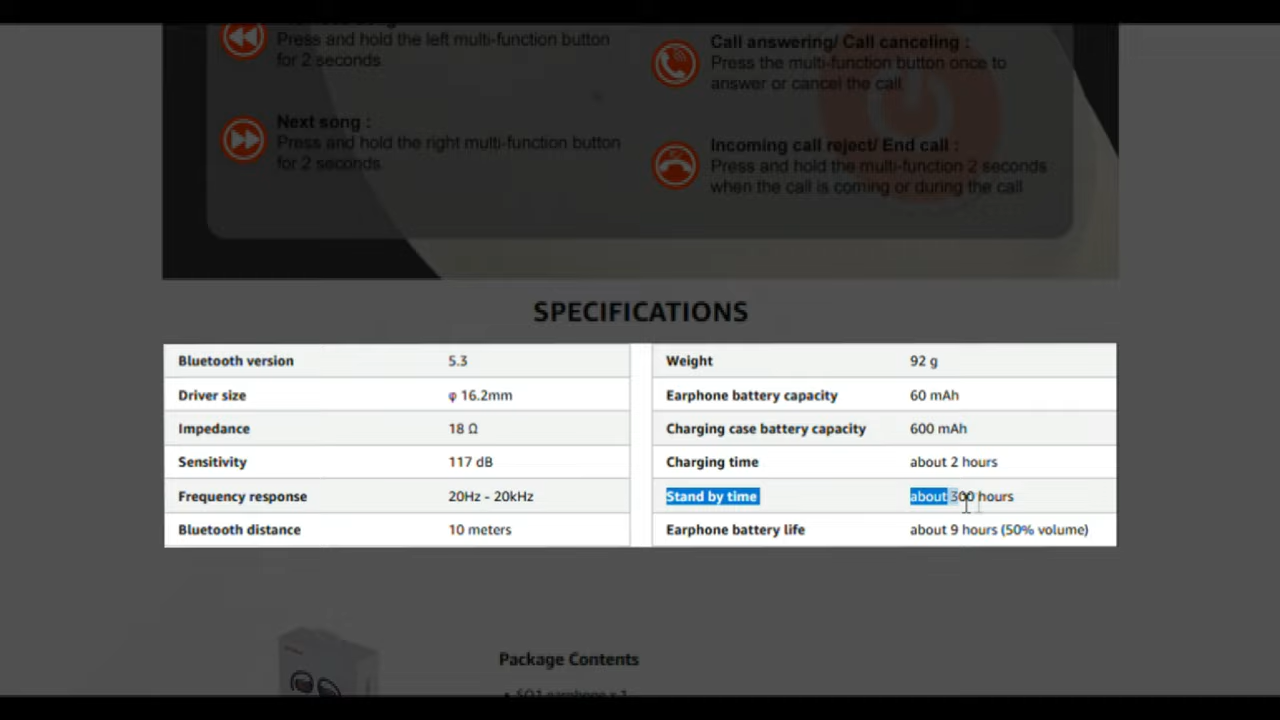 Press and hold the left multi-function button
for 2 seconds
Next song :
Press and hold the right multi-function button
for 2 seconds
Call answering/ Call canceling :
Press the multi-function button once to
answer or cancel the call
Incoming call reject/ End call :
Press and hold the multi-function 2 seconds
when the call is coming or during the call
SPECIFICATIONS
Bluetooth version 5.3
Driver size φ 16.2mm
Impedance 18 Ω
Sensitivity 117 dB
Frequency response 20Hz - 20kHz
Bluetooth distance 10 meters
Weight 92 g
Earphone battery capacity 60 mAh
Charging case battery capacity 600 mAh
Charging time about 2 hours
Stand by time about 300 hours
Earphone battery life about 9 hours (50% volume)
Package Contents